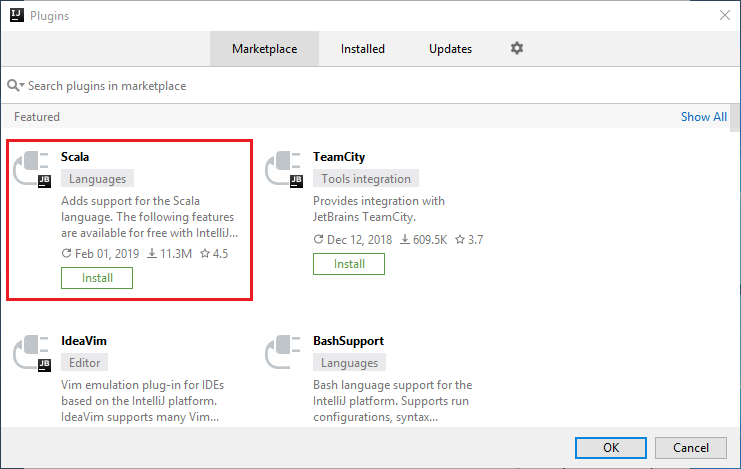 IJ Plugins
Marketplace Installed Updates
Search plugins in marketplace
Featured Show All
Scala
Languages
JB
Adds support for the Scala
language. The following features
are available for free with IntelliJ...
Feb 01, 2019 11.3M 4.5
Install
TeamCity
Tools integration
JB
Provides integration with
JetBrains TeamCity.
Dec 12, 2018 609.5K 3.7
Install
IdeaVim
Editor
JB
Vim emulation plug-in for IDEs
based on the IntelliJ platform.
IdeaVim supports many Vim...
BashSupport
Languages
Bash language support for the
IntelliJ platform. Supports run
configurations, syntax...
OK Cancel